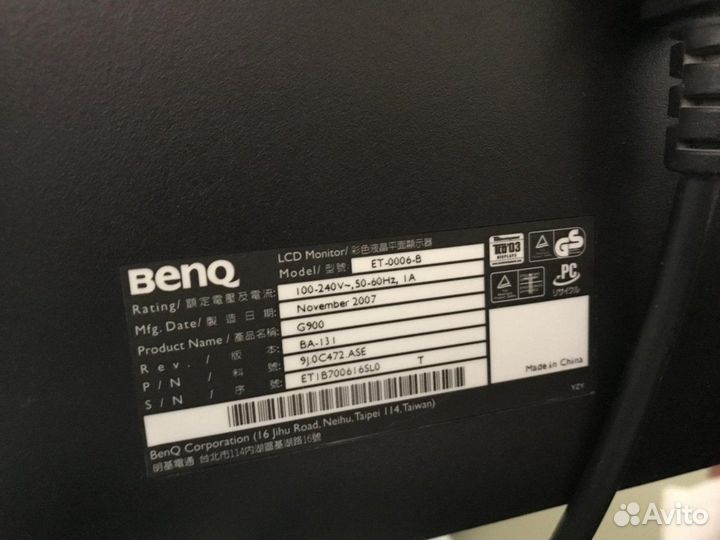 BenQ
LCD Monitor/ 彩色液晶平面顯示器
Model/ 型號: ET-0006-B
Rating/ 額定電壓及電流: 100-240V~, 50-60Hz, 1A
Mfg. Date/ 製造日期: November 2007
Product Name/ 產品名稱: G900
Rev./ 版本: BA-131
P/N/ 料號: 9J.0C472.ASE
S/N/ 序號: ET1B700616SL0 T
BenQ Corporation (16 Jihu Road, Neihu, Taipei 114, Taiwan)
明基電通 台北市114內湖區基湖路16號
TCO'03
DISPLAYS
GS
PC
リサイクル
Made in China
YZY
Avito